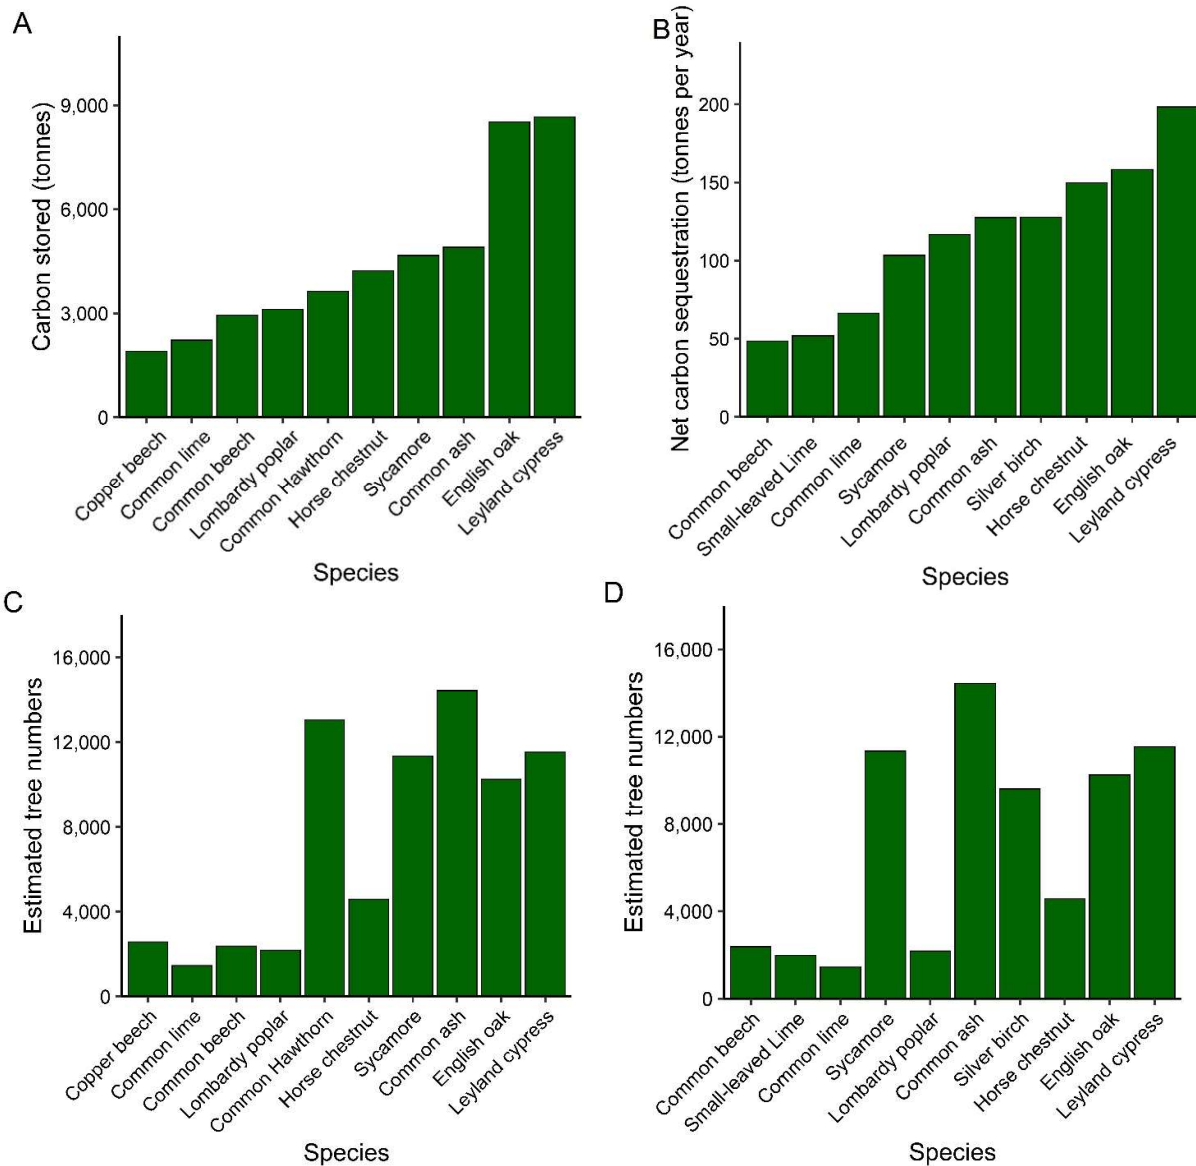 A
Carbon stored (tonnes)
9,000
6,000
3,000
0
Copper beech
Common lime
Common beech
Lombardy poplar
Common Hawthorn
Horse chestnut
Sycamore
Common ash
English oak
Leyland cypress
Species
B
Net carbon sequestration (tonnes per year)
200
150
100
50
0
Common beech
Small-leaved Lime
Common lime
Sycamore
Lombardy poplar
Common ash
Silver birch
Horse chestnut
English oak
Leyland cypress
Species
C
Estimated tree numbers
16,000
12,000
8,000
4,000
0
Copper beech
Common lime
Common beech
Lombardy poplar
Common Hawthorn
Horse chestnut
Sycamore
Common ash
English oak
Leyland cypress
Species
D
Estimated tree numbers
16,000
12,000
8,000
4,000
0
Common beech
Small-leaved Lime
Common lime
Sycamore
Lombardy poplar
Common ash
Silver birch
Horse chestnut
English oak
Leyland cypress
Species